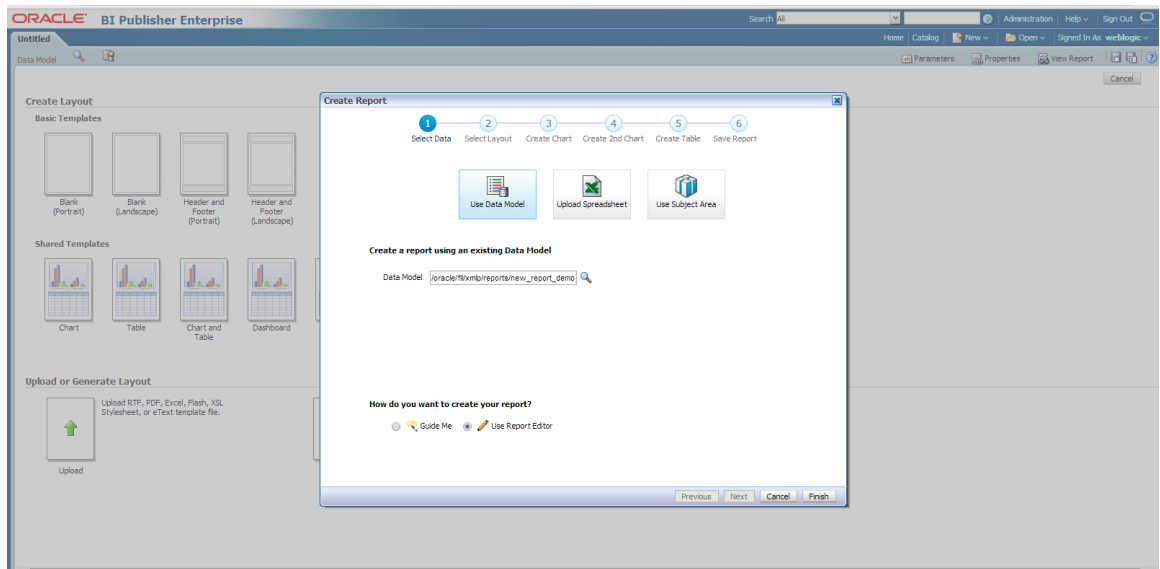 ORACLE BI Publisher Enterprise Search All Administration Help Sign Out
Untitled Home Catalog New Open Signed In As weblogic
Data Model Parameters Properties View Report
Cancel
Create Layout
Basic Templates
Blank (Portrait)
Blank (Landscape)
Header and Footer (Portrait)
Header and Footer (Landscape)
Shared Templates
Chart
Table
Chart and Table
Dashboard
Upload or Generate Layout
Upload RTF, PDF, Excel, Flash, XSL
Stylesheet, or eText template file.
Upload
Create Report
1 2 3 4 5 6
Select Data Select Layout Create Chart Create 2nd Chart Create Table Save Report
Use Data Model Upload Spreadsheet Use Subject Area
Create a report using an existing Data Model
Data Model /oracle/fil/xmlp/reports/new_report_demo
How do you want to create your report?
Guide Me Use Report Editor
Previous Next Cancel Finish